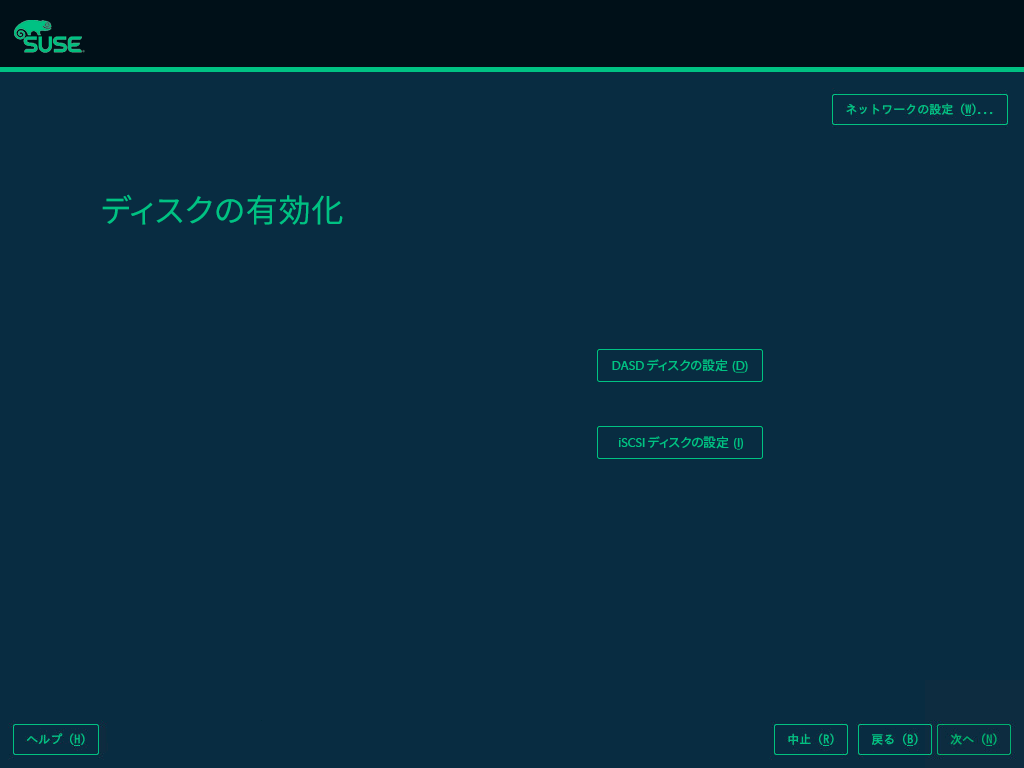 SUSE
ネットワークの設定 (W)...
ディスクの有効化
DASD ディスクの設定 (D)
iSCSI ディスクの設定 (I)
ヘルプ (H)
中止 (R)
戻る (B)
次へ (N)